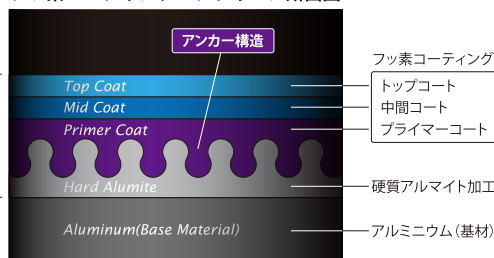 アンカー構造
フッ素コーティング
Top Coat
トップコート
Mid Coat
中間コート
Primer Coat
プライマーコート
Hard Alumite
硬質アルマイト加工
Aluminum(Base Material)
アルミニウム(基材)